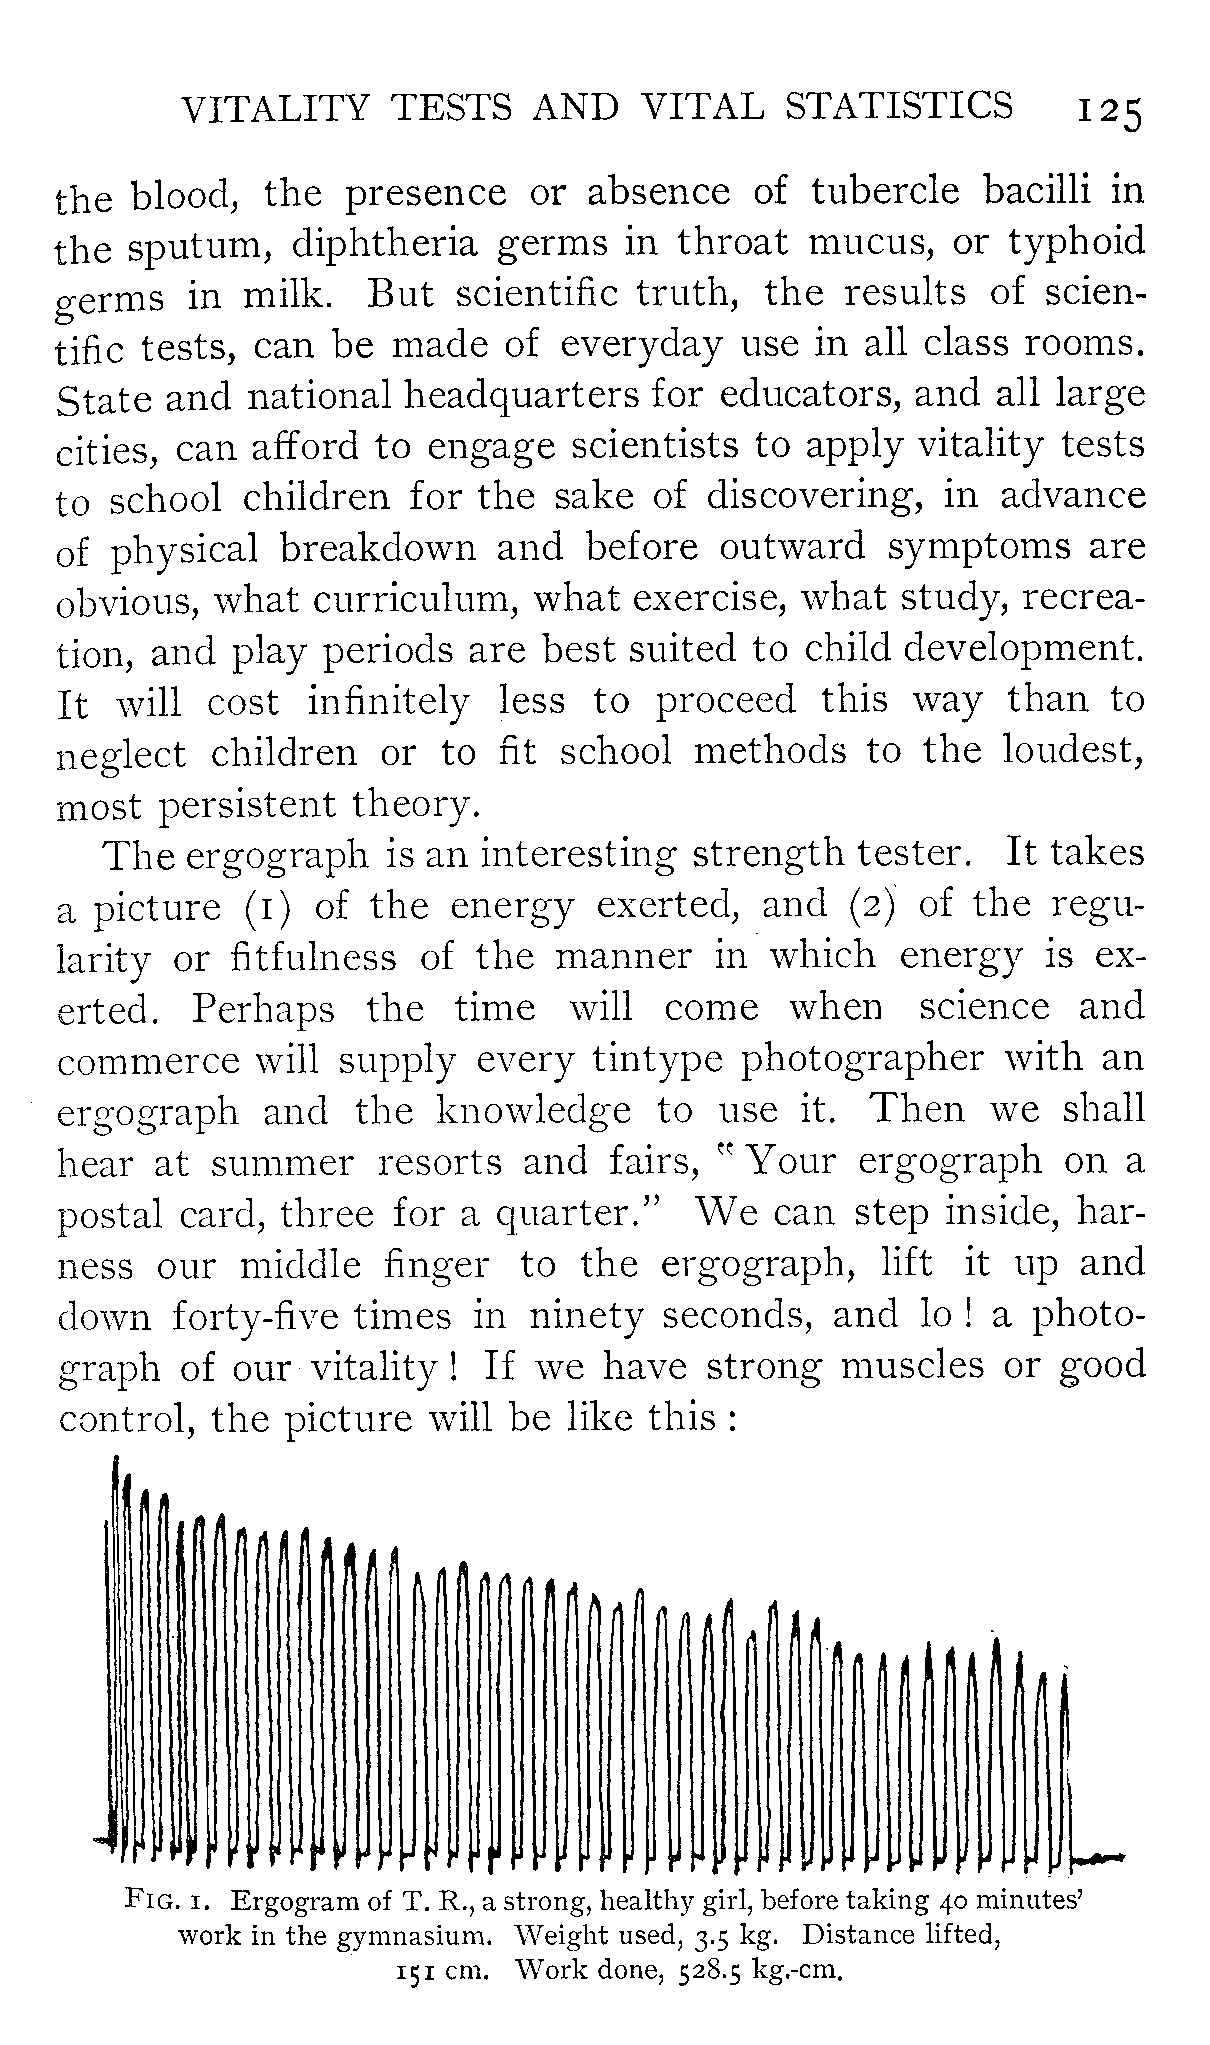 VITALITY TESTS AND VITAL STATISTICS 125
the blood, the presence or absence of tubercle bacilli in
the sputum, diphtheria germs in throat mucus, or typhoid
germs in milk. But scientific truth, the results of scien-
tific tests, can be made of everyday use in all class rooms.
State and national headquarters for educators, and all large
cities, can afford to engage scientists to apply vitality tests
to school children for the sake of discovering, in advance
of physical breakdown and before outward symptoms are
obvious, what curriculum, what exercise, what study, recrea-
tion, and play periods are best suited to child development.
It will cost infinitely less to proceed this way than to
neglect children or to fit school methods to the loudest,
most persistent theory.
The ergograph is an interesting strength tester. It takes
a picture (1) of the energy exerted, and (2) of the regu-
larity or fitfulness of the manner in which energy is ex-
erted. Perhaps the time will come when science and
commerce will supply every tintype photographer with an
ergograph and the knowledge to use it. Then we shall
hear at summer resorts and fairs, "Your ergograph on a
postal card, three for a quarter." We can step inside, har-
ness our middle finger to the ergograph, lift it up and
down forty-five times in ninety seconds, and lo! a photo-
graph of our vitality! If we have strong muscles or good
control, the picture will be like this:
FIG. 1. Ergogram of T. R., a strong, healthy girl, before taking 40 minutes'
work in the gymnasium. Weight used, 3.5 kg. Distance lifted,
151 cm. Work done, 528.5 kg.-cm.